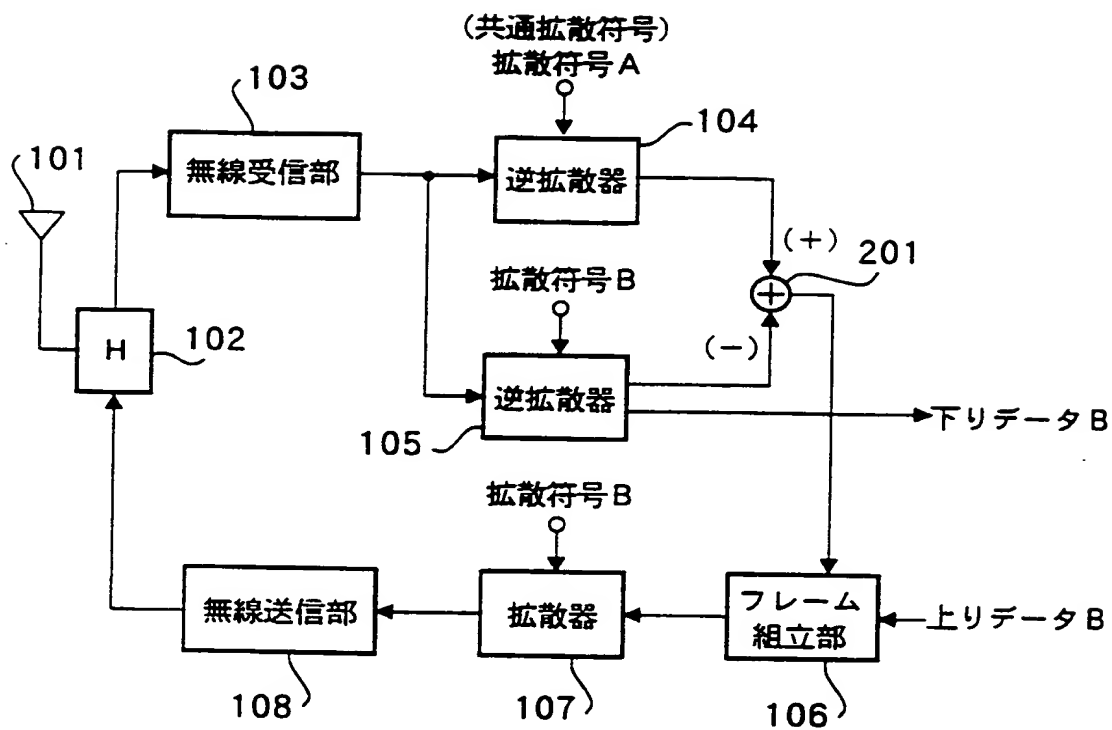 (共通拡散符号)
拡散符号A
103
無線受信部
104
逆拡散器
101
(+)
201
拡散符号B
H
102
(-)
逆拡散器
105
下りデータB
拡散符号B
無線送信部
108
拡散器
107
フレーム
組立部
106
上りデータB